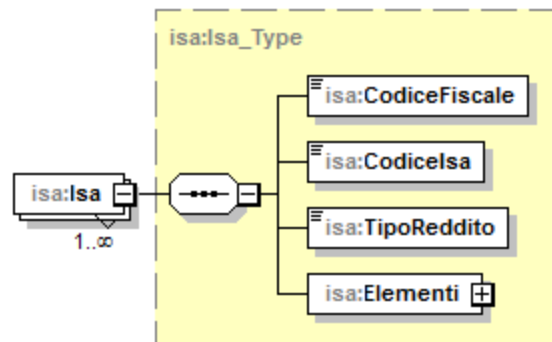 isa:Isa_Type
isa:CodiceFiscale
isa:CodiceIsa
isa:Isa
1..∞
isa:TipoReddito
isa:Elementi